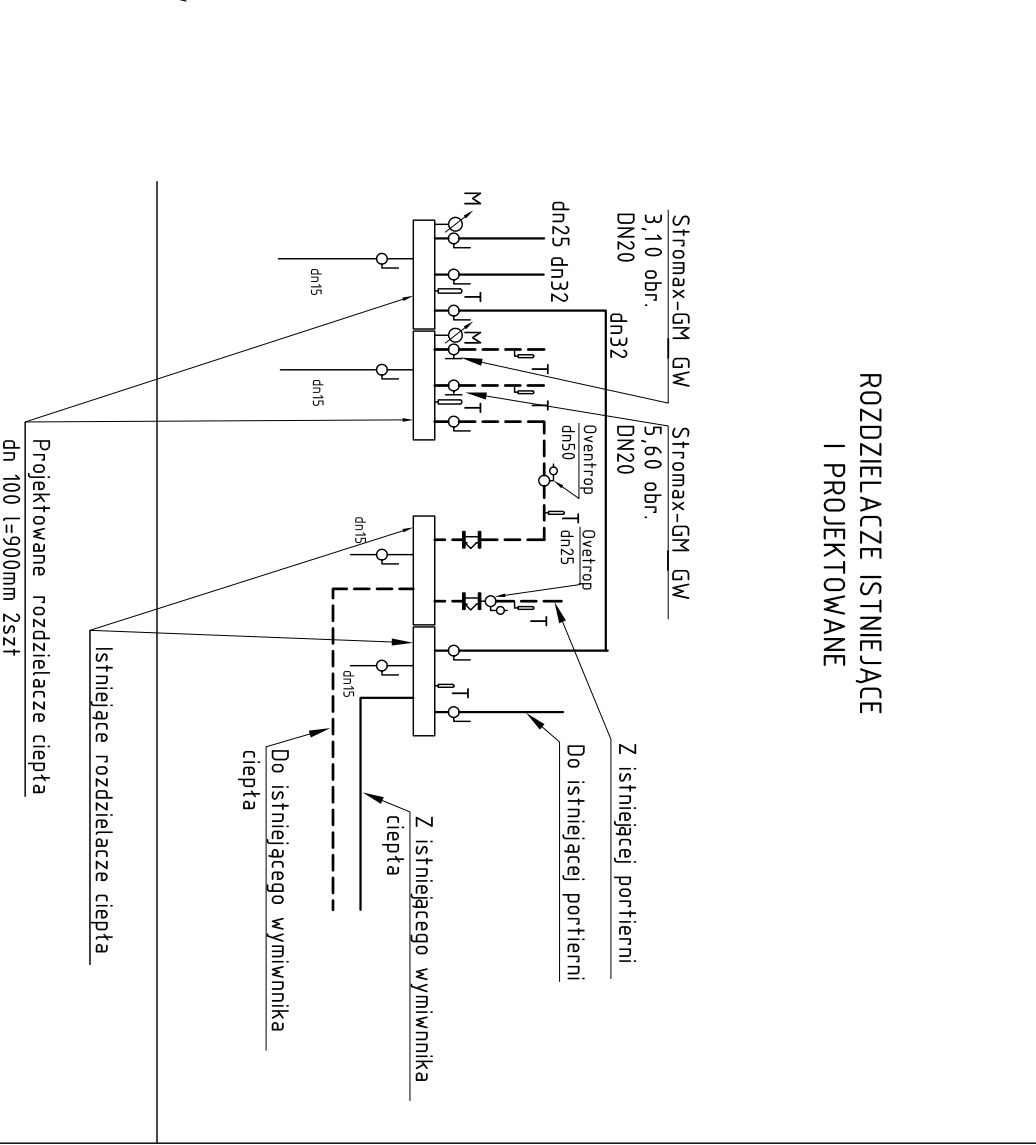 ROZDZIELACZE ISTNIEJĄCE
I PROJEKTOWANE
Stromax-GM GW
3,10 obr.
DN20
Stromax-GM GW
5,60 obr.
DN20
dn25
dn32
dn32
M
T
M
T
T
T
Oventrop
dn50
T
Ovetrop
dn25
T
T
dn15
dn15
dn15
dn15
Z istniejącej portierni
Do istniejącej portierni
Z istniejącego wymiwnnika
ciepła
Do istniejącego wymiwnnika
ciepła
Istniejące rozdzielacze ciepła
Projektowane rozdzielacze ciepła
dn 100 l=900mm 2szt